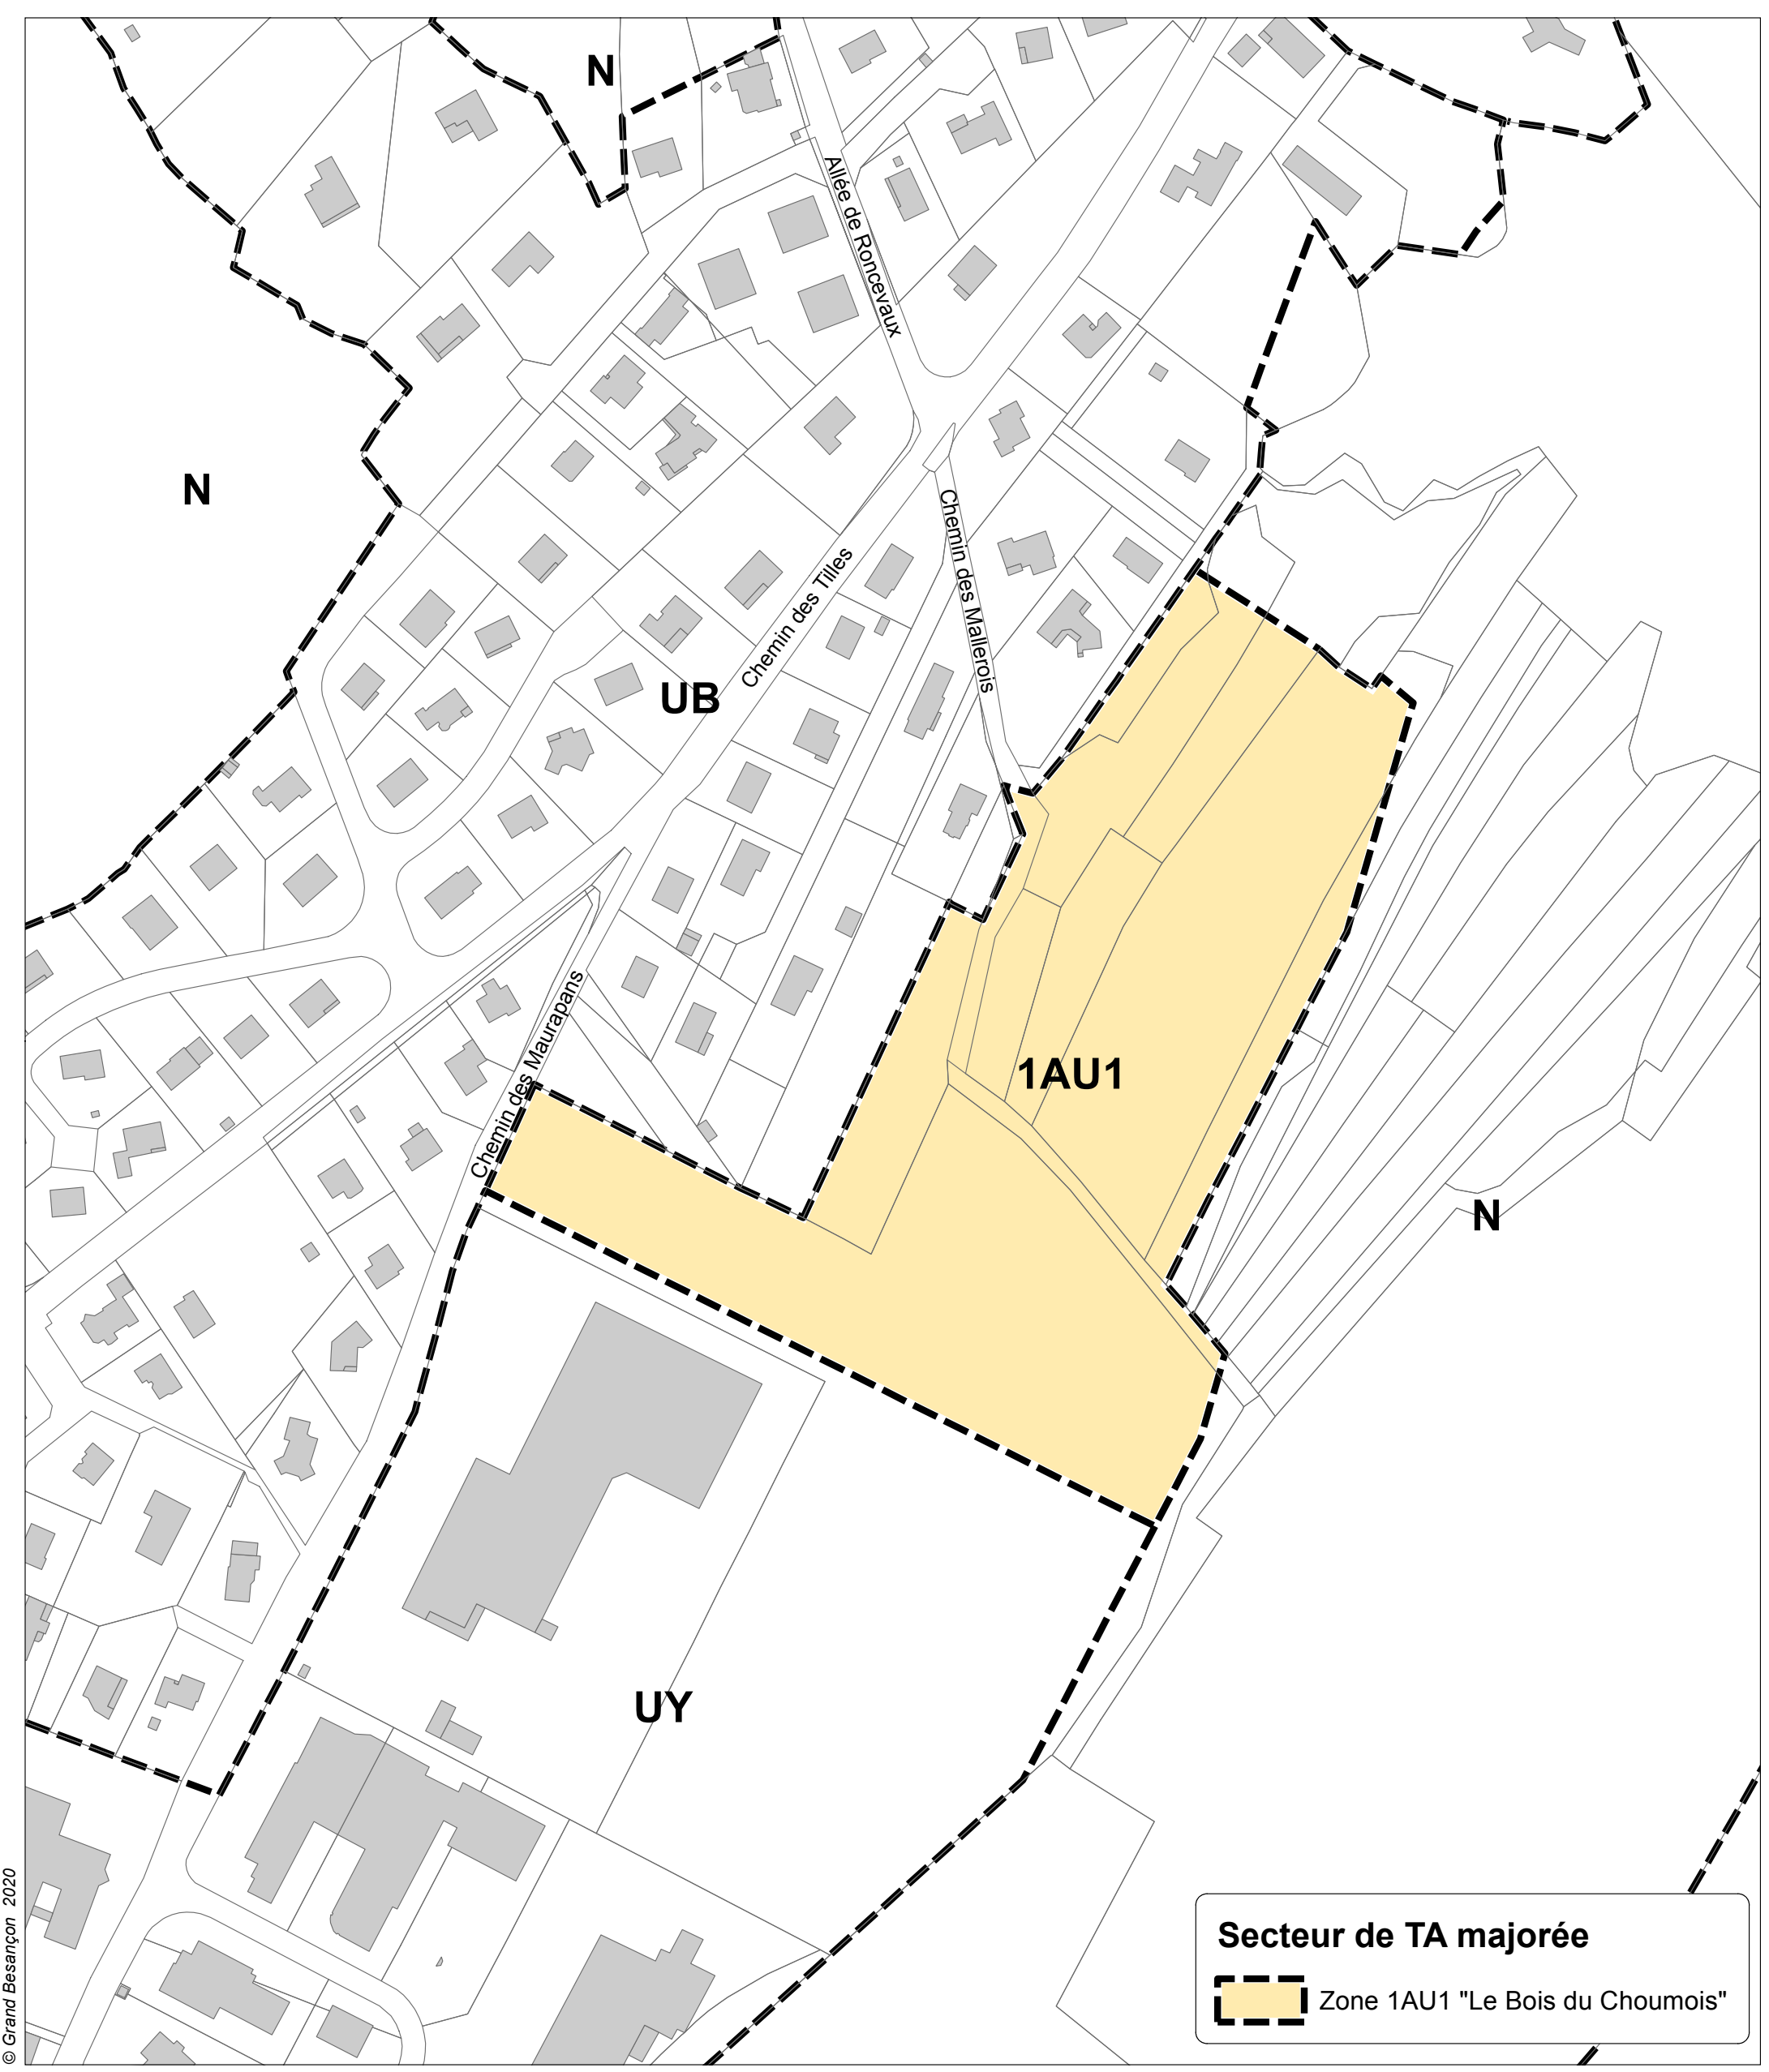 N
Allée de Roncevaux
N
Chemin des Mallerois
Chemin des Tilles
UB
Chemin des Maurapans
1AU1
N
UY
© Grand Besançon 2020
Secteur de TA majorée
Zone 1AU1 "Le Bois du Choumois"